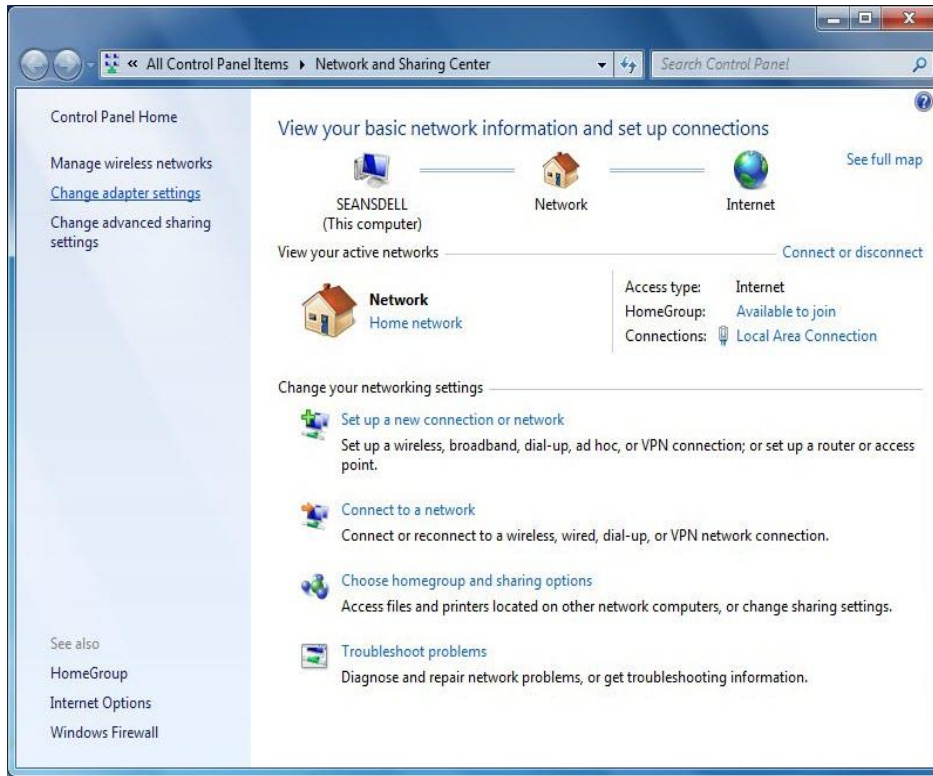 « All Control Panel Items ▸ Network and Sharing Center
Search Control Panel
Control Panel Home
Manage wireless networks
Change adapter settings
Change advanced sharing
settings
See also
HomeGroup
Internet Options
Windows Firewall
View your basic network information and set up connections
See full map
SEANSDELL
(This computer)
Network
Internet
View your active networks
Connect or disconnect
Network
Home network
Access type: Internet
HomeGroup: Available to join
Connections: Local Area Connection
Change your networking settings
Set up a new connection or network
Set up a wireless, broadband, dial-up, ad hoc, or VPN connection; or set up a router or access
point.
Connect to a network
Connect or reconnect to a wireless, wired, dial-up, or VPN network connection.
Choose homegroup and sharing options
Access files and printers located on other network computers, or change sharing settings.
Troubleshoot problems
Diagnose and repair network problems, or get troubleshooting information.